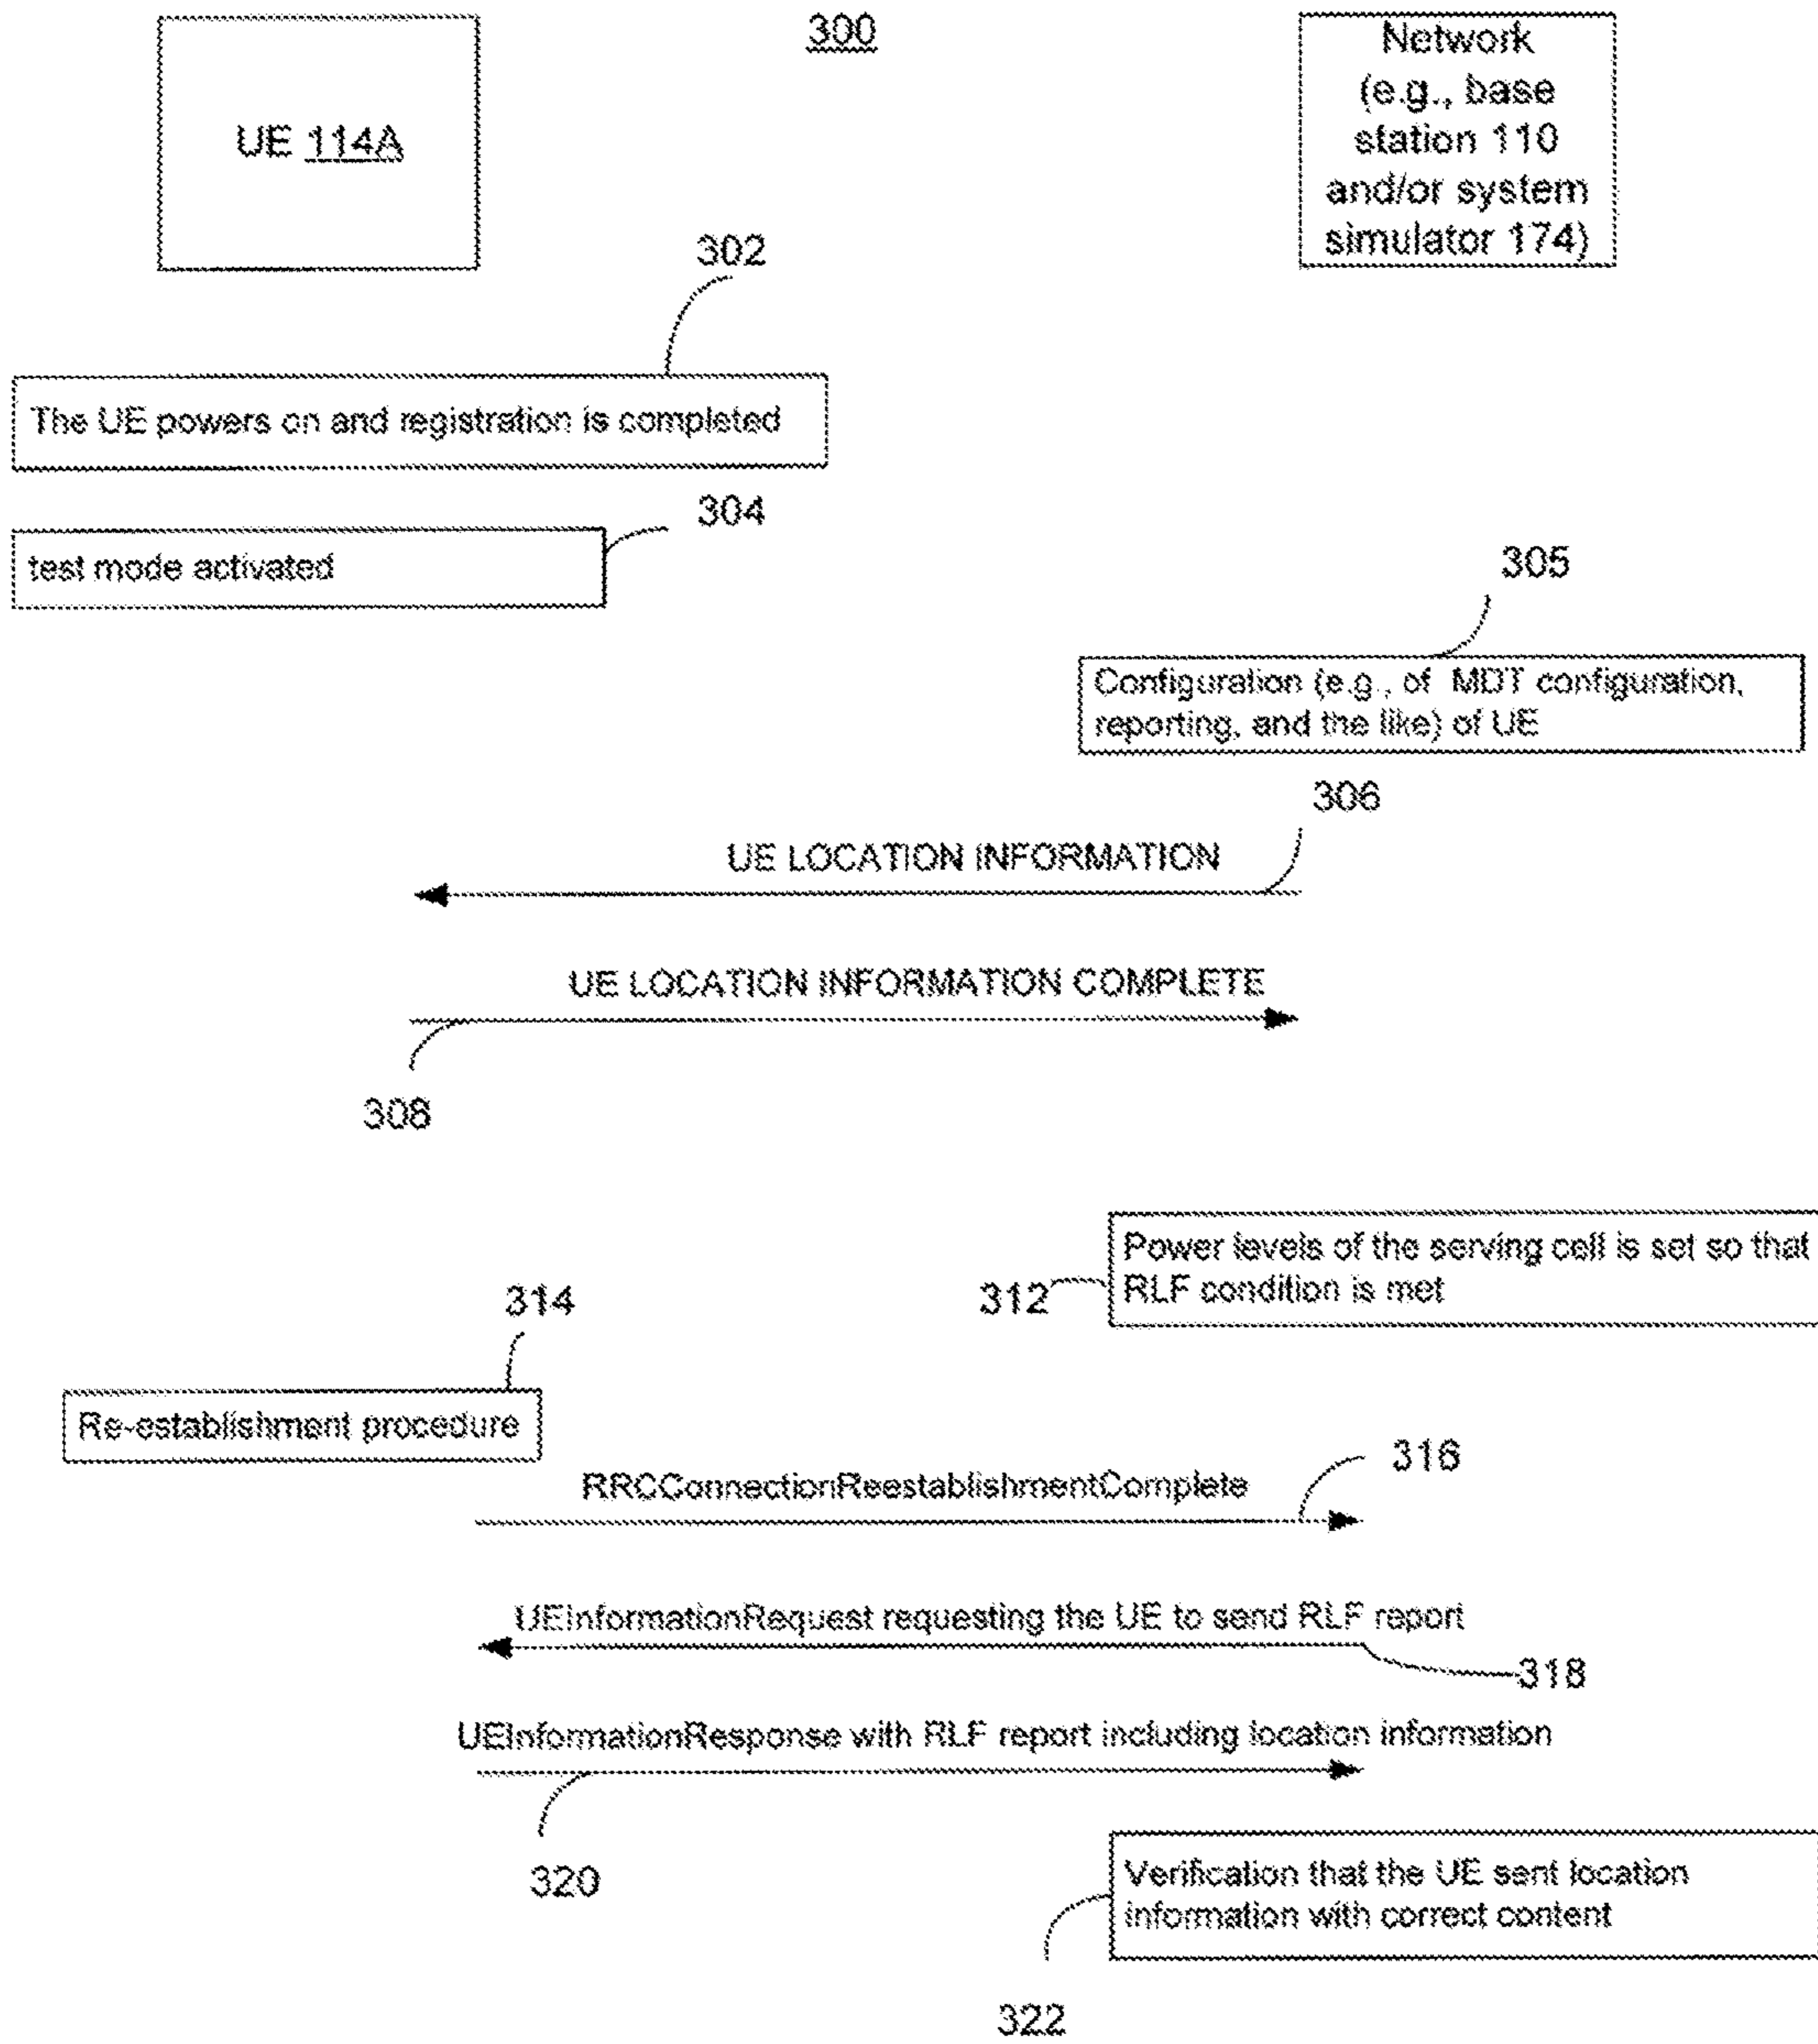 300
UE 114A
Network
(e.g., base
station 110
and/or system
simulator 174)
302
The UE powers on and registration is completed
304
test mode activated
305
Configuration (e.g., of MDT configuration,
reporting, and the like) of UE
306
UE LOCATION INFORMATION
UE LOCATION INFORMATION COMPLETE
308
312
Power levels of the serving cell is set so that
RLF condition is met
314
Re-establishment procedure
316
RRCConnectionReestablishmentComplete
UEInformationRequest requesting the UE to send RLF report
318
UEInformationResponse with RLF report including location information
320
Verification that the UE sent location
information with correct content
322